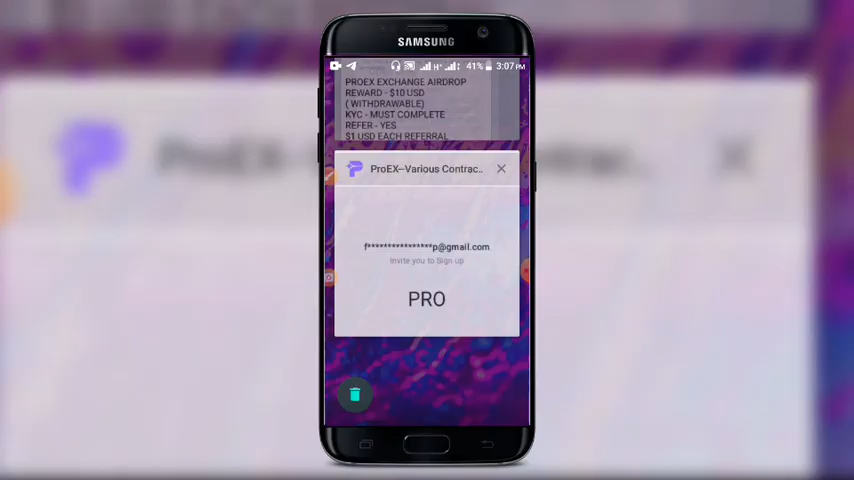 SAMSUNG
41% 3:07 PM
PROEX EXCHANGE AIRDROP
REWARD - $10 USD
( WITHDRAWABLE)
KYC - MUST COMPLETE
REFER - YES
$1 USD EACH REFERRAL
ProEX—Various Contrac..
f****************p@gmail.com
Invite you to Sign up
PRO